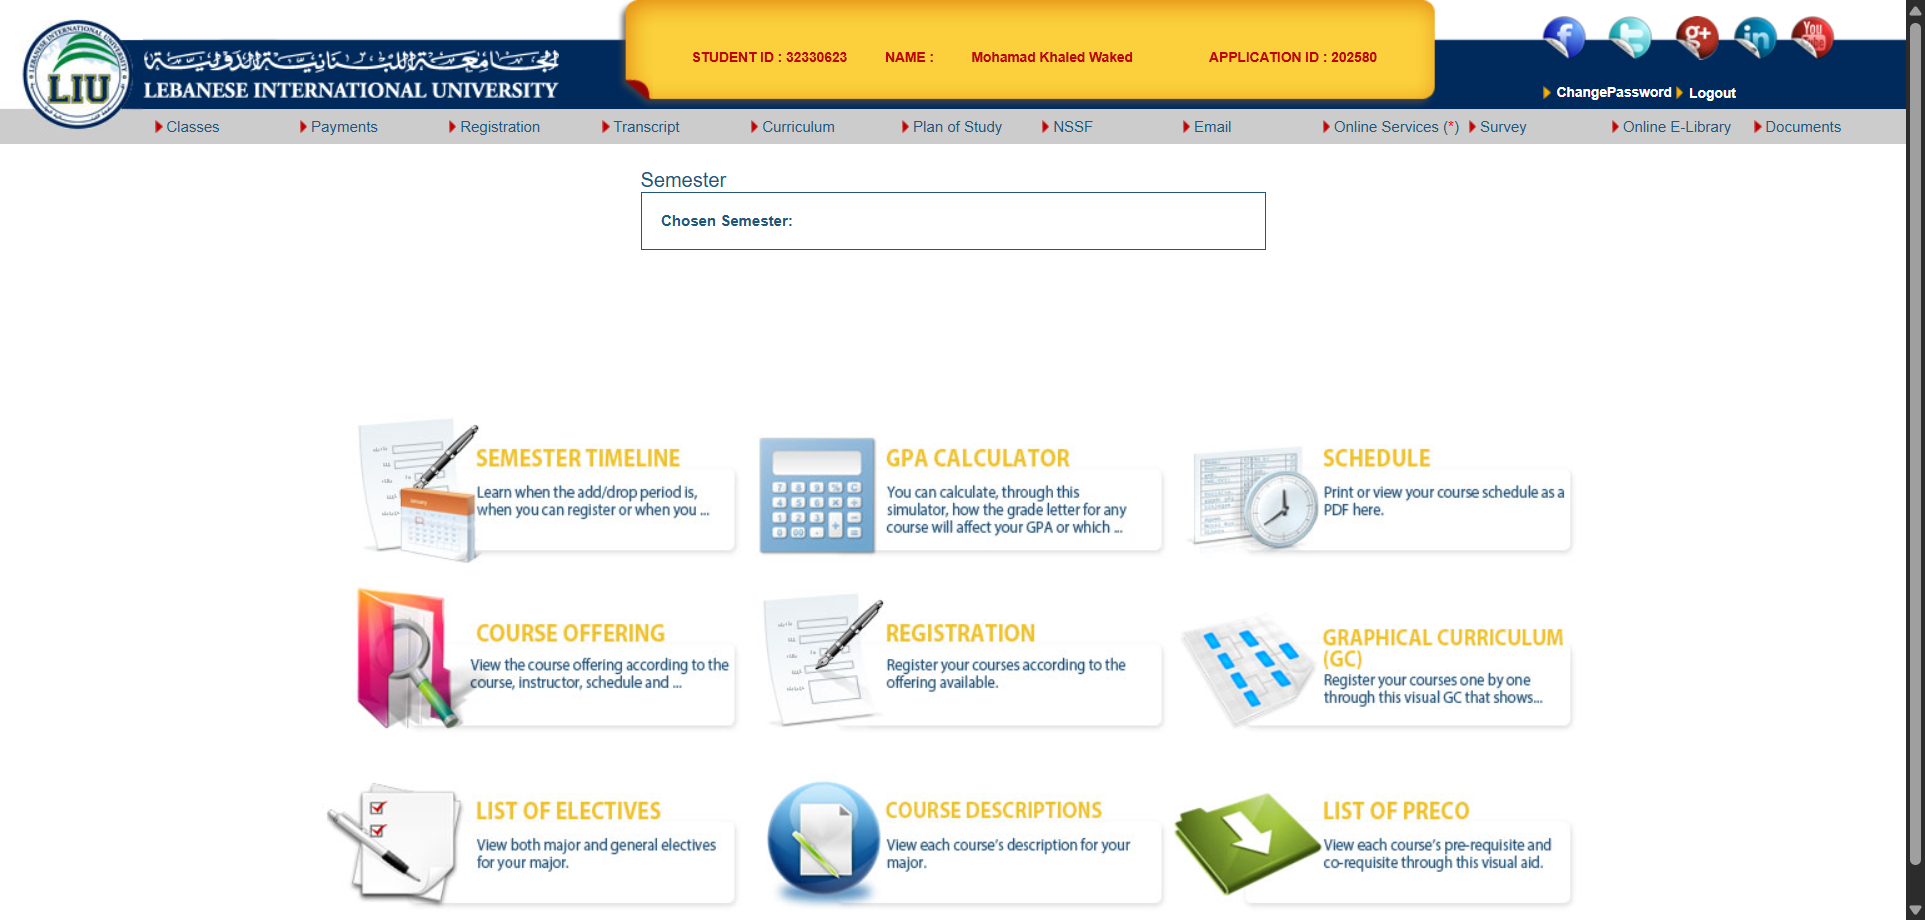 الجامعة اللبنانية الدولية
LEBANESE INTERNATIONAL UNIVERSITY
LEBANESE INTERNATIONAL UNIVERSITY
LIU
STUDENT ID : 32330623 NAME : Mohamad Khaled Waked APPLICATION ID : 202580
ChangePassword Logout
Classes Payments Registration Transcript Curriculum Plan of Study NSSF Email Online Services (*) Survey Online E-Library Documents
Semester
Chosen Semester:
SEMESTER TIMELINE
Learn when the add/drop period is,
when you can register or when you ...
GPA CALCULATOR
You can calculate, through this
simulator, how the grade letter for any
course will affect your GPA or which ...
SCHEDULE
Print or view your course schedule as a
PDF here.
COURSE OFFERING
View the course offering according to the
course, instructor, schedule and ...
REGISTRATION
Register your courses according to the
offering available.
GRAPHICAL CURRICULUM
(GC)
Register your courses one by one
through this visual GC that shows...
LIST OF ELECTIVES
View both major and general electives
for your major.
COURSE DESCRIPTIONS
View each course's description for your
major.
LIST OF PRECO
View each course's pre-requisite and
co-requisite through this visual aid.